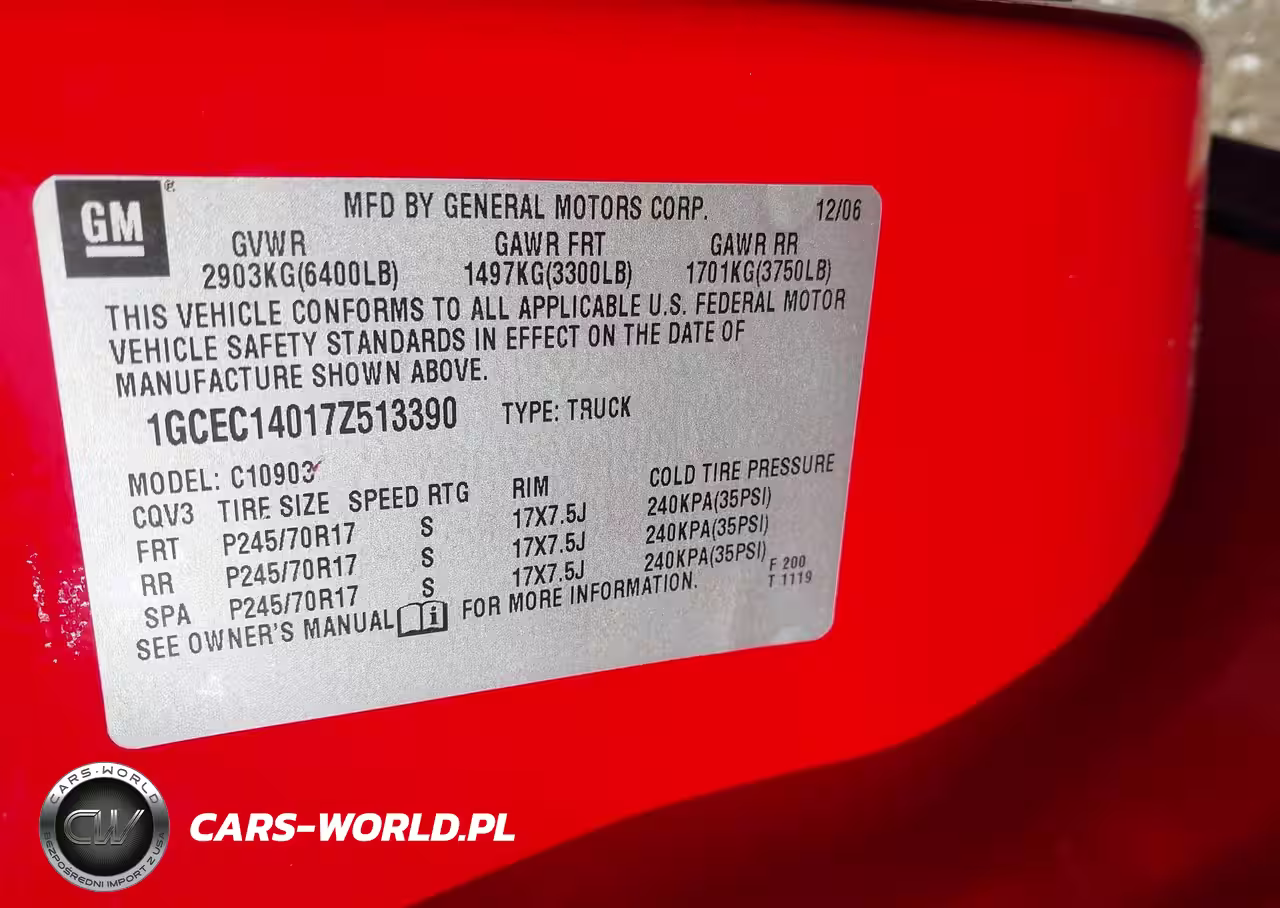 GM
MFD BY GENERAL MOTORS CORP. 12/06
GVWR GAWR FRT GAWR RR
2903KG(6400LB) 1497KG(3300LB) 1701KG(3750LB)
THIS VEHICLE CONFORMS TO ALL APPLICABLE U.S. FEDERAL MOTOR
VEHICLE SAFETY STANDARDS IN EFFECT ON THE DATE OF
MANUFACTURE SHOWN ABOVE.
1GCEC14017Z513390 TYPE: TRUCK
MODEL: C10903
CQV3 TIRE SIZE SPEED RTG RIM COLD TIRE PRESSURE
FRT P245/70R17 S 17X7.5J 240KPA(35PSI)
RR P245/70R17 S 17X7.5J 240KPA(35PSI)
SPA P245/70R17 S 17X7.5J 240KPA(35PSI)
SEE OWNER'S MANUAL FOR MORE INFORMATION.
F 200
T 1119
CARS-WORLD
CW
BEZPOŚREDNI IMPORT Z USA
CARS-WORLD.PL